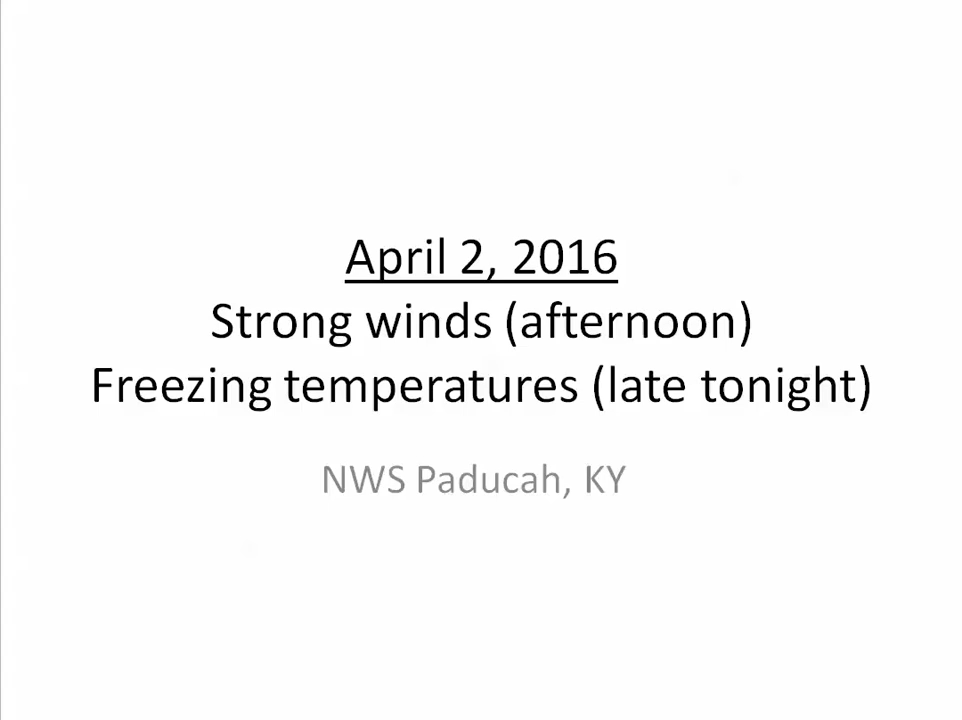 April 2, 2016
Strong winds (afternoon)
Freezing temperatures (late tonight)
NWS Paducah, KY